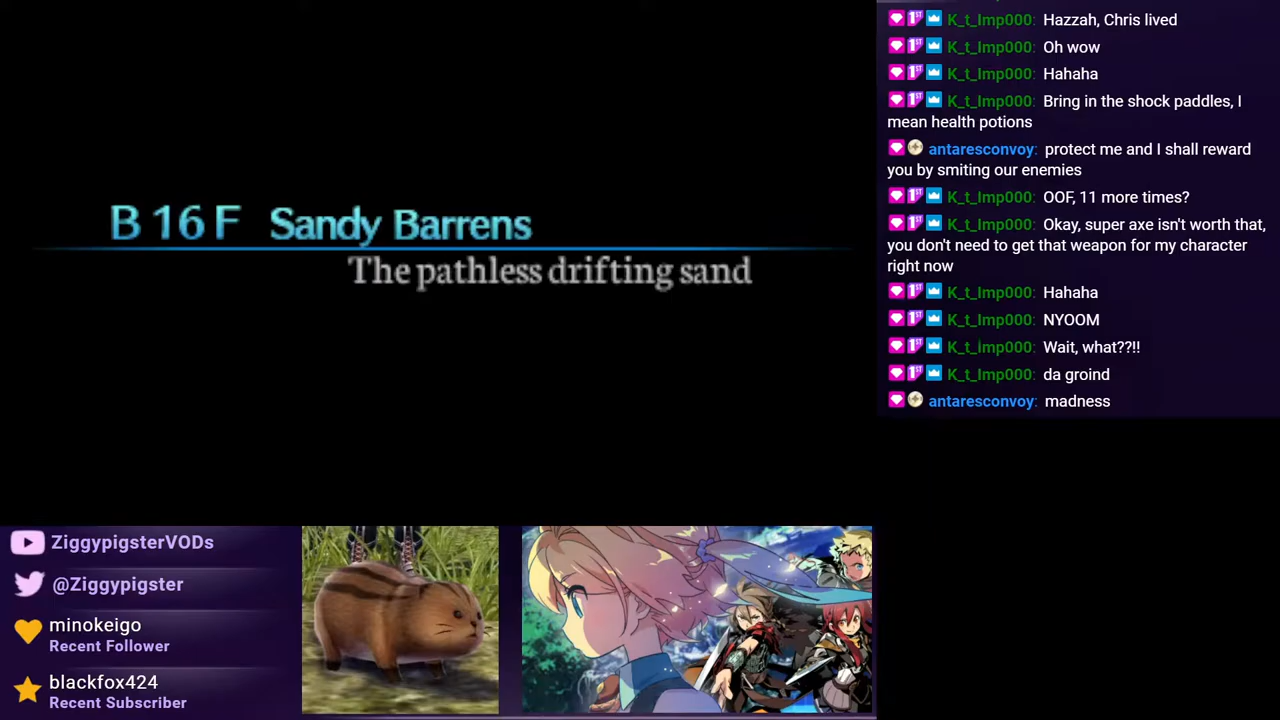 B 16 F Sandy Barrens
The pathless drifting sand
K_t_Imp000: Hazzah, Chris lived
K_t_Imp000: Oh wow
K_t_Imp000: Hahaha
K_t_Imp000: Bring in the shock paddles, I
mean health potions
antaresconvoy: protect me and I shall reward
you by smiting our enemies
K_t_Imp000: OOF, 11 more times?
K_t_Imp000: Okay, super axe isn't worth that,
you don't need to get that weapon for my character
right now
K_t_Imp000: Hahaha
K_t_Imp000: NYOOM
K_t_Imp000: Wait, what??!!
K_t_Imp000: da groind
antaresconvoy: madness
ZiggypigsterVODs
@Ziggypigster
minokeigo
Recent Follower
blackfox424
Recent Subscriber